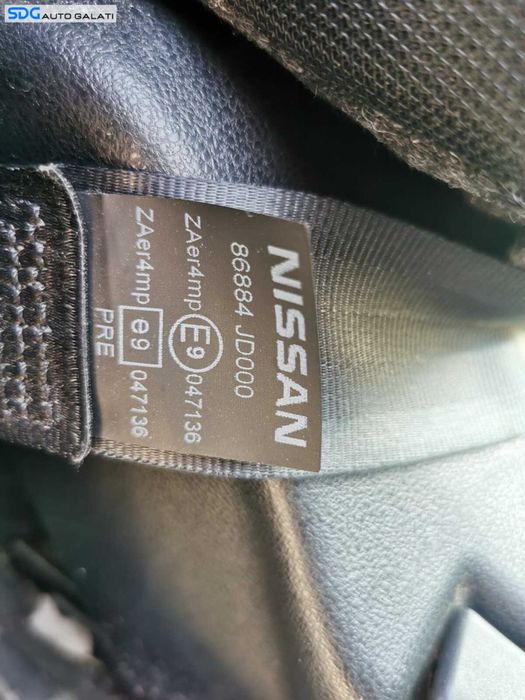 SDG AUTO GALATI
NISSAN
86884 JD000
ZAer4mp E9 047136
ZAer4mp e9 047136
PRE